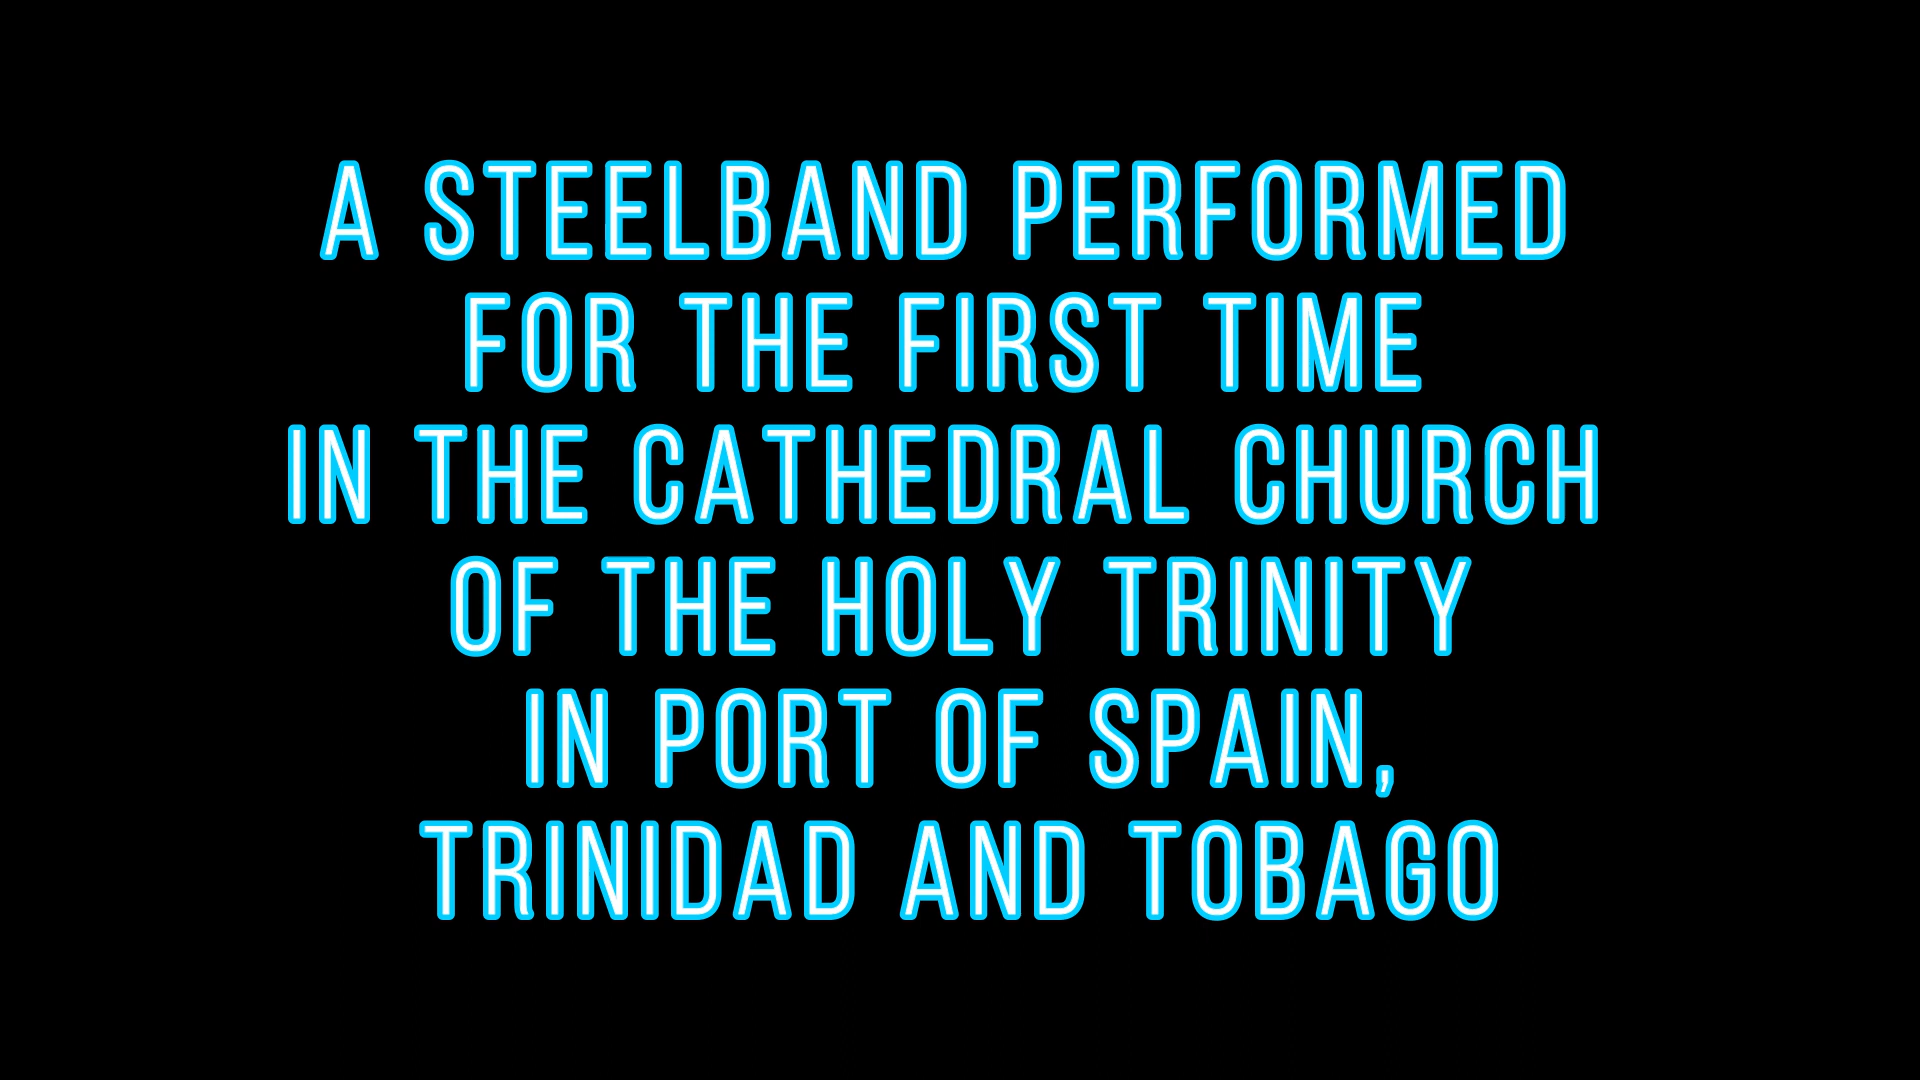 A STEELBAND PERFORMED
FOR THE FIRST TIME
IN THE CATHEDRAL CHURCH
OF THE HOLY TRINITY
IN PORT OF SPAIN,
TRINIDAD AND TOBAGO